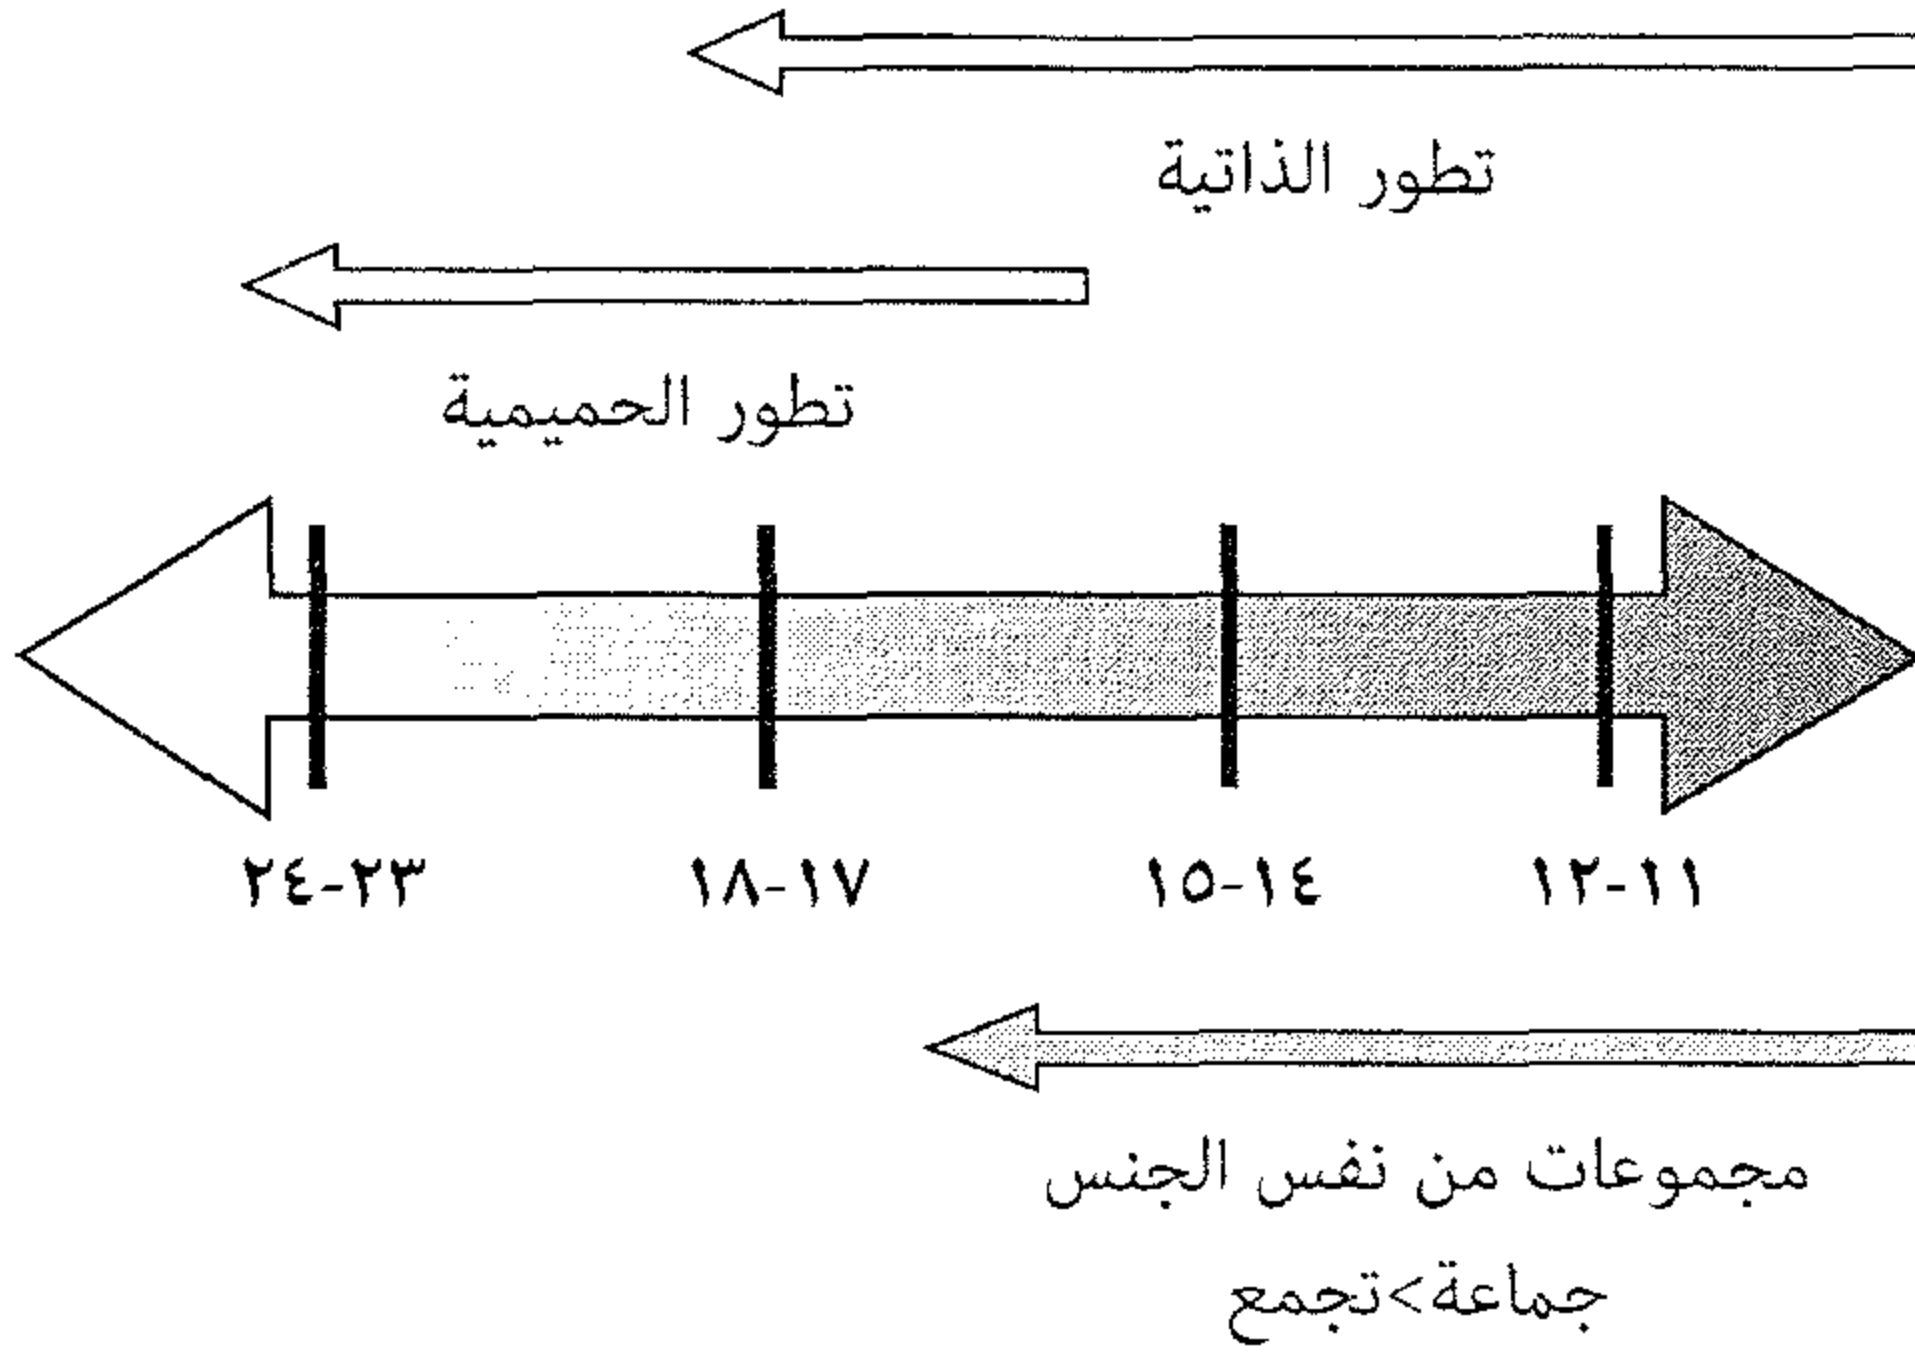 تطور الذاتية
تطور الحميمية
١١-١٢
١٤-١٥
١٧-١٨
٢٣-٢٤
مجموعات من نفس الجنس
جماعة>تجمع